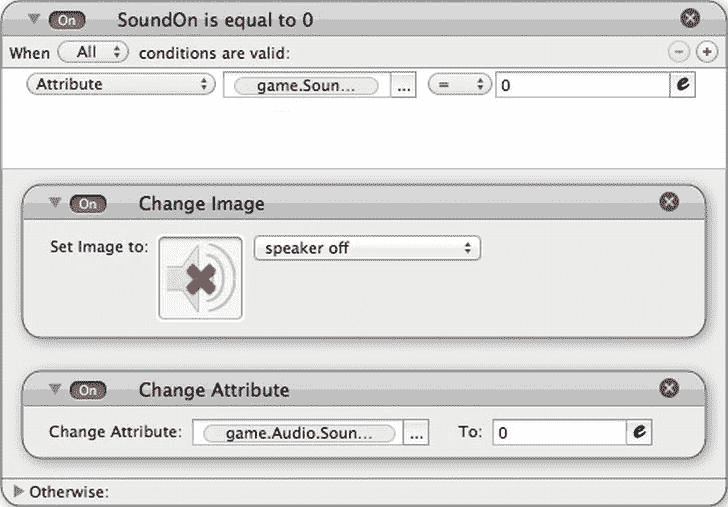 On SoundOn is equal to 0
When All conditions are valid:
Attribute game.Soun... ... = 0 e
On Change Image
Set Image to: speaker off
On Change Attribute
Change Attribute: game.Audio.Soun... ... To: 0 e
Otherwise: